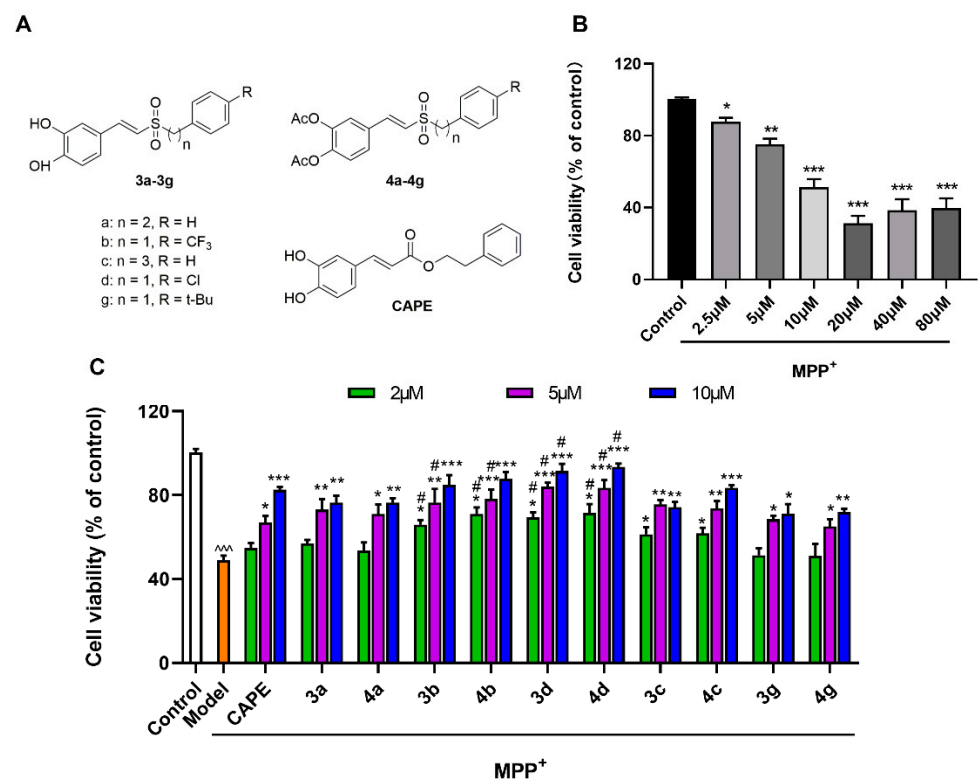 A
R
O
S
O
HO
OH
n
3a-3g
R
O
S
O
AcO
OAc
n
4a-4g
a: n = 2, R = H
b: n = 1, R = CF3
c: n = 3, R = H
d: n = 1, R = Cl
g: n = 1, R = t-Bu
O
O
HO
HO
CAPE
B
Cell viability (% of control)
120
80
40
0
*
**
***
***
***
***
Control
2.5μM
5μM
10μM
20μM
40μM
80μM
MPP+
C
2μM
5μM
10μM
Cell viability (% of control)
120
80
40
0
^^^
* ***
** **
* **
# * # ** ***
# * # *** ***
# * # *** # ***
# * # *** # ***
* ** **
* ** ***
* *
* **
Control
Model
CAPE
3a
4a
3b
4b
3d
4d
3c
4c
3g
4g
MPP+